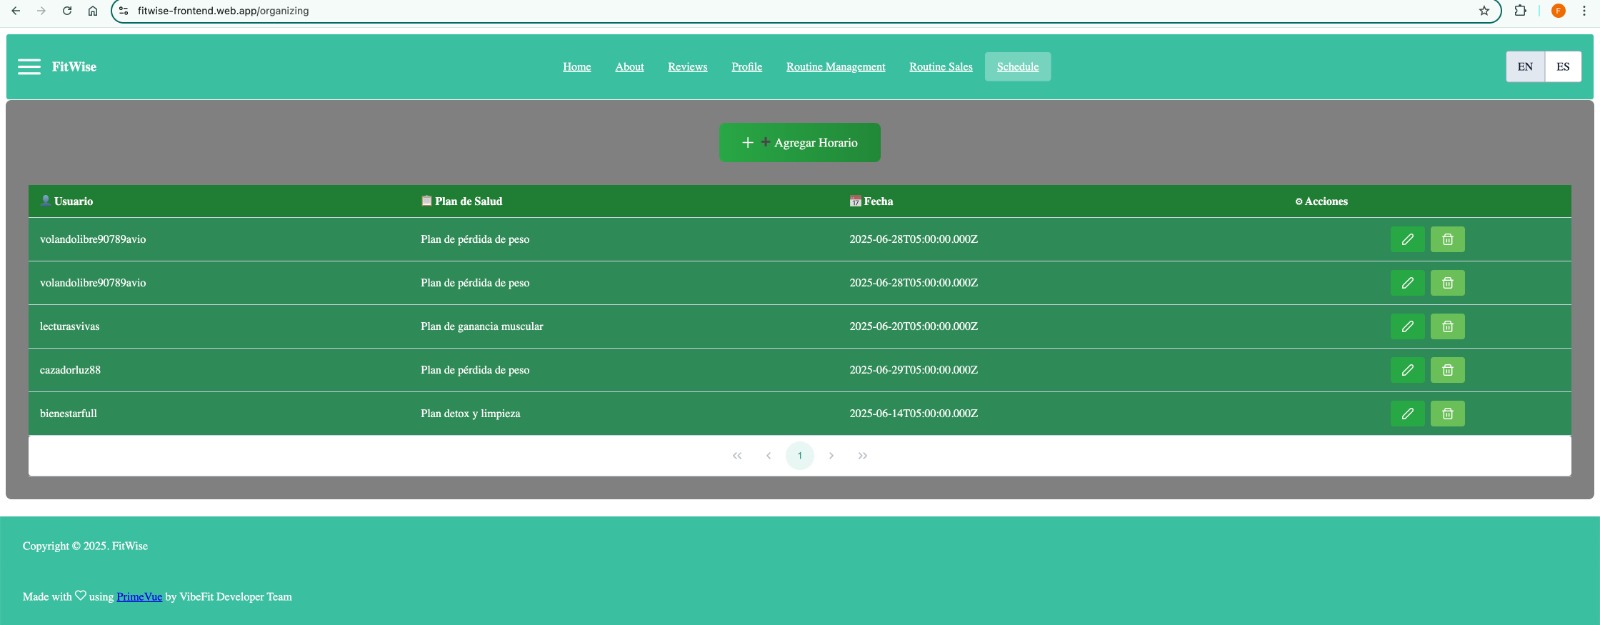 fitwise-frontend.web.app/organizing
F
FitWise
Home About Reviews Profile Routine Management Routine Sales Schedule
EN ES
+ ➕ Agregar Horario
👤 Usuario 📋 Plan de Salud 📅 Fecha ⚙ Acciones
volandolibre90789avio Plan de pérdida de peso 2025-06-28T05:00:00.000Z
volandolibre90789avio Plan de pérdida de peso 2025-06-28T05:00:00.000Z
lecturasvivas Plan de ganancia muscular 2025-06-20T05:00:00.000Z
cazadorluz88 Plan de pérdida de peso 2025-06-29T05:00:00.000Z
bienestarfull Plan detox y limpieza 2025-06-14T05:00:00.000Z
1
Copyright © 2025. FitWise
Made with ♡ using PrimeVue by VibeFit Developer Team